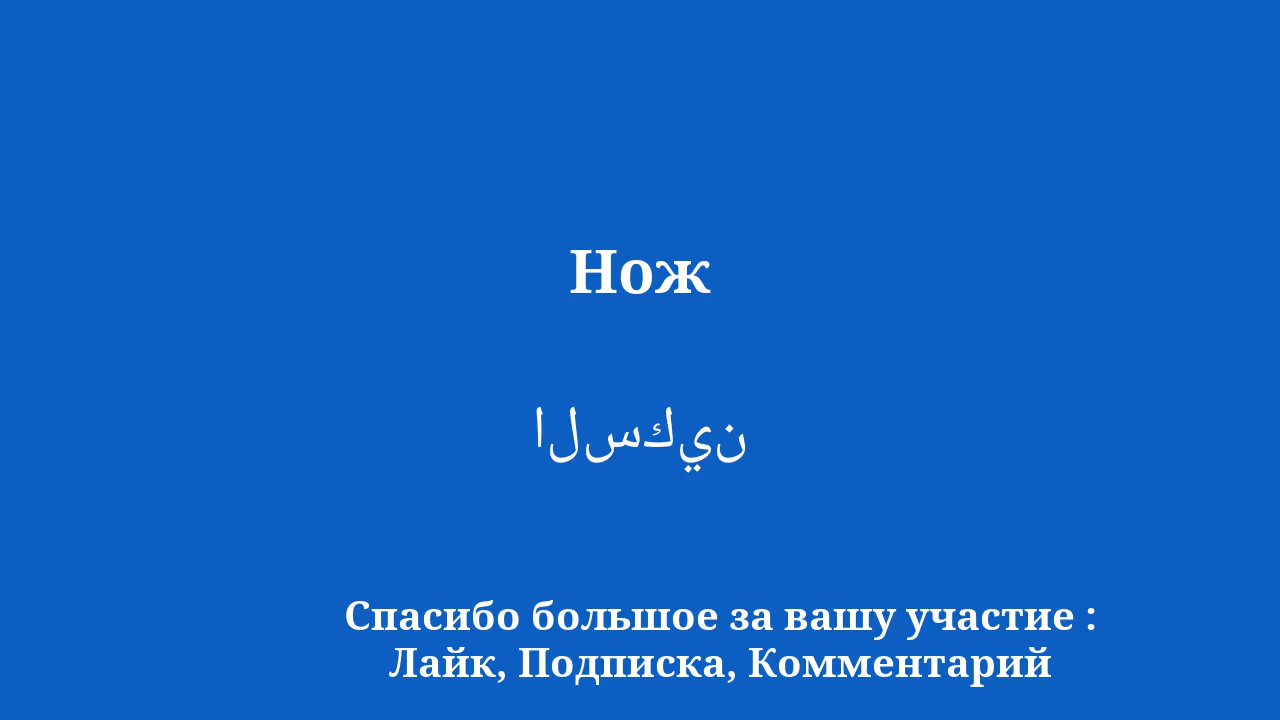 Нож
السكين
Спасибо большое за вашу участие :
Лайк, Подписка, Комментарий